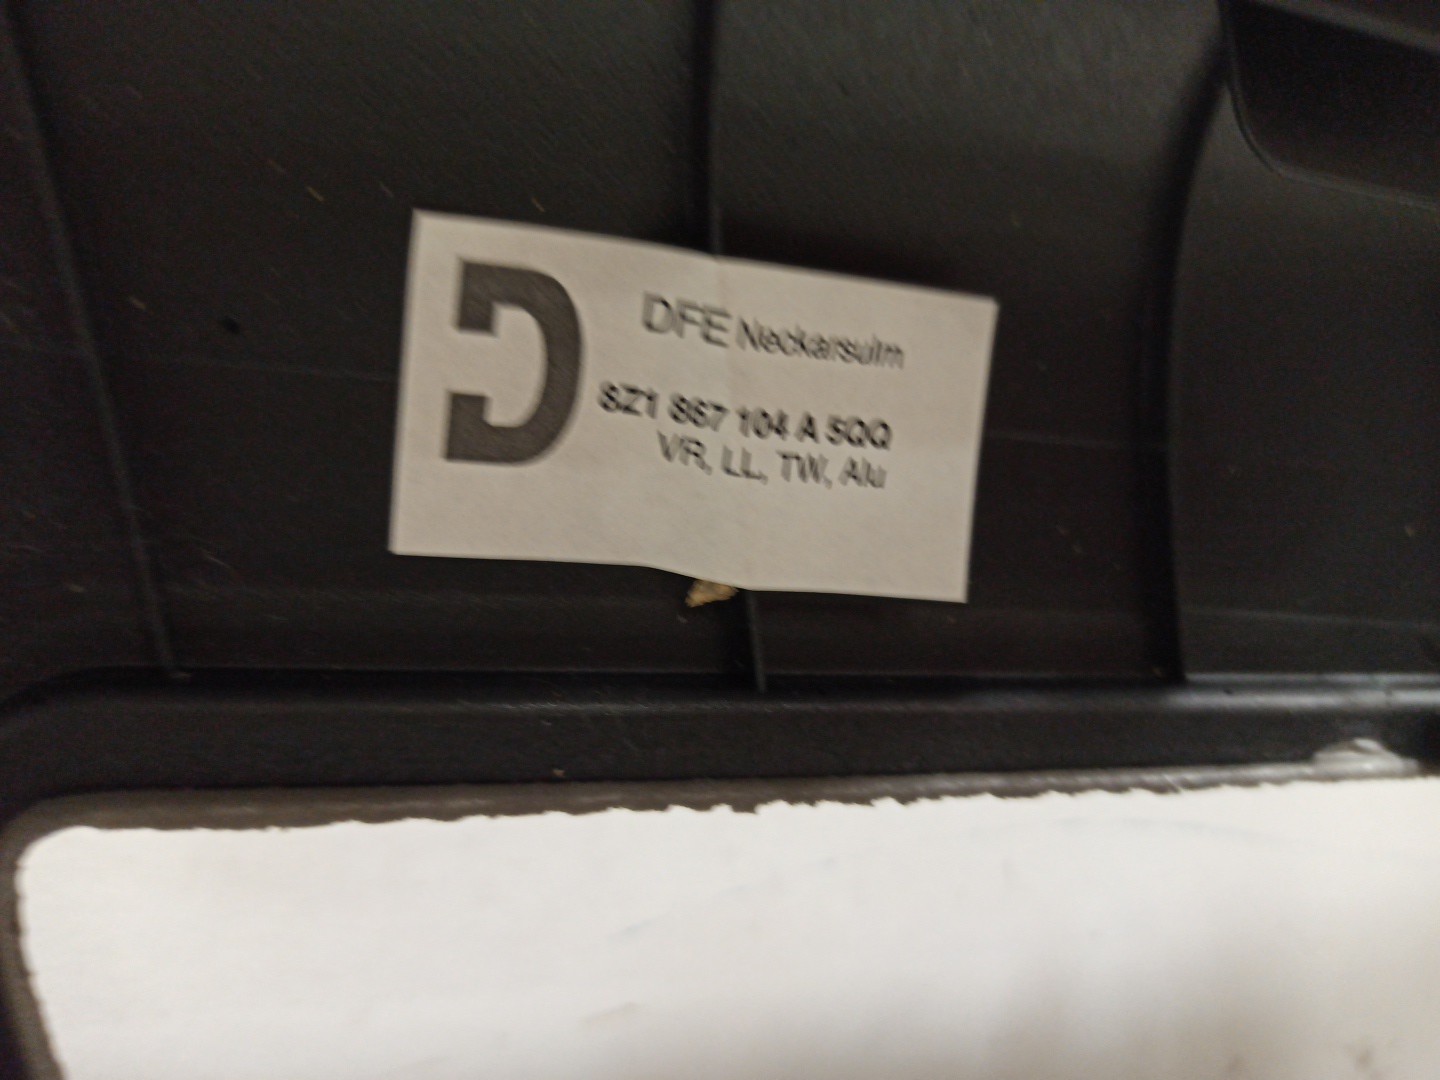 D
DFE Neckarsulm
8Z1 867 104 A 5QQ
VR, LL, TW, Alu